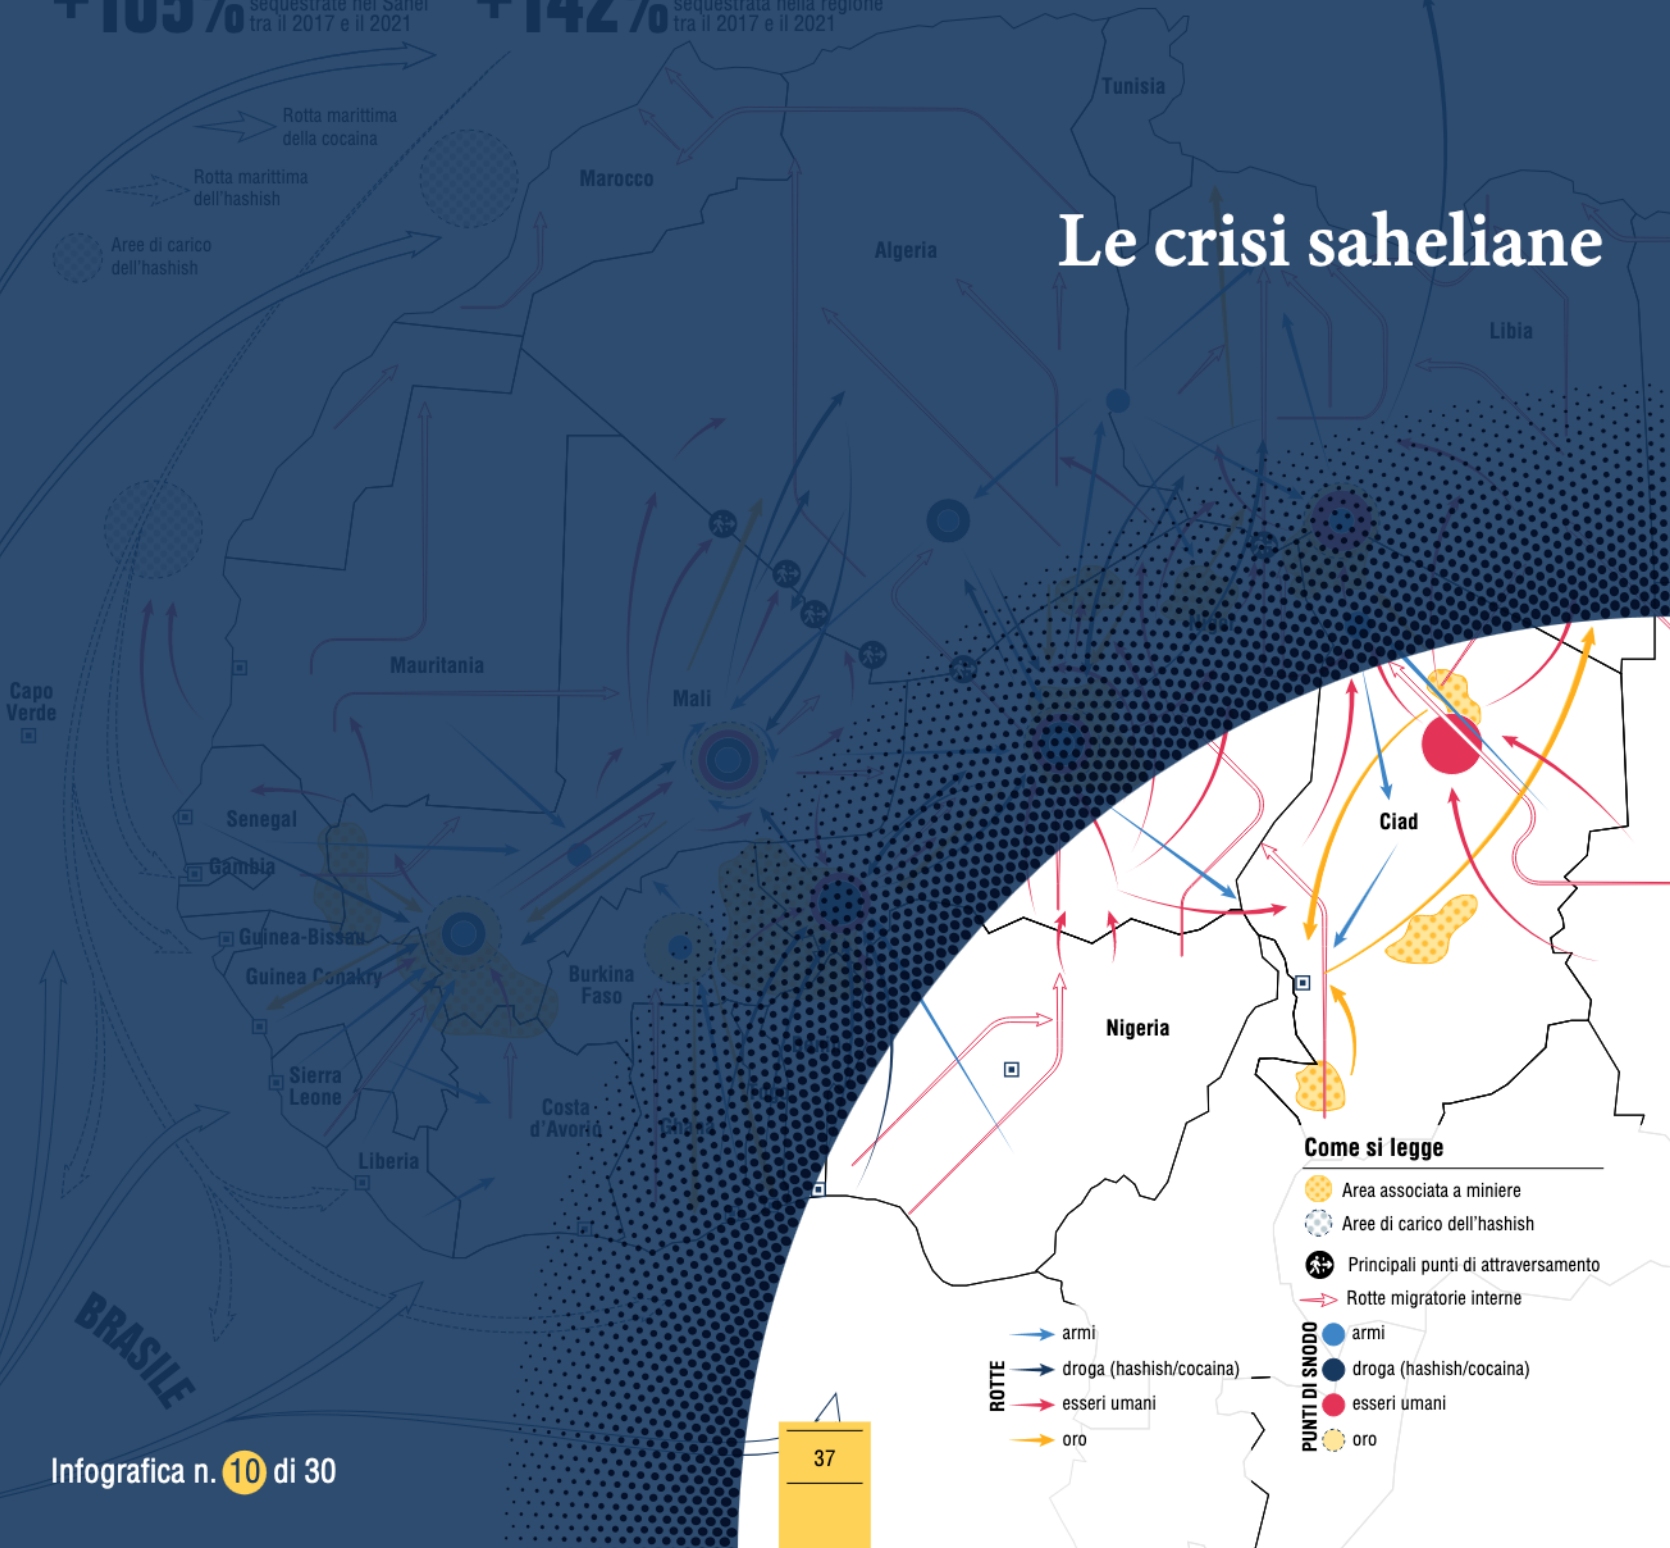 +105% sequestrate nel Sahel
tra il 2017 e il 2021
+142% sequestrata nella regione
tra il 2017 e il 2021
Rotta marittima
della cocaina
Rotta marittima
dell'hashish
Aree di carico
dell'hashish
Tunisia
Marocco
Algeria
Le crisi saheliane
Libia
Mauritania
Capo
Verde
Mali
Niger
Senegal
Gambia
Guinea-Bissau
Guinea Conakry
Burkina
Faso
Ciad
Nigeria
Sierra
Leone
Costa
d'Avorio
Ghana
Togo
Liberia
BRASILE
Come si legge
Area associata a miniere
Aree di carico dell'hashish
Principali punti di attraversamento
Rotte migratorie interne
ROTTE
armi
droga (hashish/cocaina)
esseri umani
oro
PUNTI DI SNODO
armi
droga (hashish/cocaina)
esseri umani
oro
Infografica n. 10 di 30
37